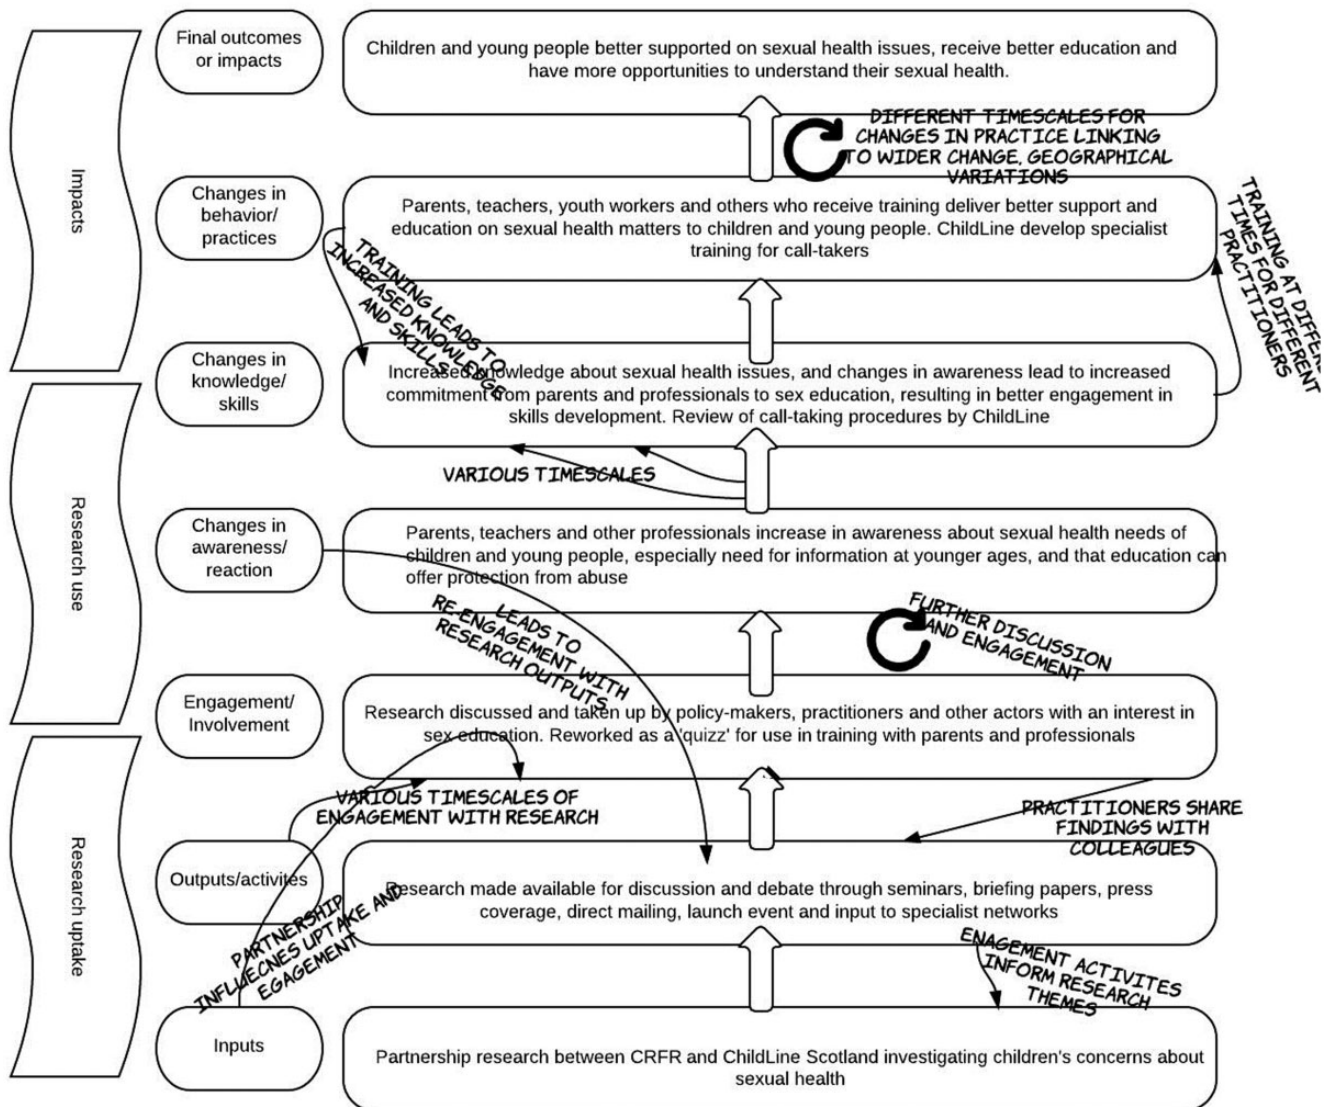 Final outcomes
or impacts
Children and young people better supported on sexual health issues, receive better education and
have more opportunities to understand their sexual health.
DIFFERENT TIMESCALES FOR
CHANGES IN PRACTICE LINKING
TO WIDER CHANGE, GEOGRAPHICAL
VARIATIONS
Impacts
Changes in
behavior/
practices
Parents, teachers, youth workers and others who receive training deliver better support and
education on sexual health matters to children and young people. ChildLine develop specialist
training for call-takers
TRAINING AT DIFFER
TIMES FOR DIFFERENT
PRACTITIONERS
TRAINING LEADS TO
INCREASED KNOWLEDGE
AND SKILLS
Changes in
knowledge/
skills
Increased knowledge about sexual health issues, and changes in awareness lead to increased
commitment from parents and professionals to sex education, resulting in better engagement in
skills development. Review of call-taking procedures by ChildLine
VARIOUS TIMESCALES
Research use
Changes in
awareness/
reaction
Parents, teachers and other professionals increase in awareness about sexual health needs of
children and young people, especially need for information at younger ages, and that education can
offer protection from abuse
LEADS TO
RE-ENGAGEMENT WITH
RESEARCH OUTPUTS
FURTHER DISCUSSION
AND ENGAGEMENT
Engagement/
Involvement
Research discussed and taken up by policy-makers, practitioners and other actors with an interest in
sex education. Reworked as a 'quizz' for use in training with parents and professionals
VARIOUS TIMESCALES OF
ENGAGEMENT WITH RESEARCH
PRACTITIONERS SHARE
FINDINGS WITH
COLLEAGUES
Research uptake
Outputs/activites
Research made available for discussion and debate through seminars, briefing papers, press
coverage, direct mailing, launch event and input to specialist networks
PARTNERSHIP
INFLUECNES UPTAKE AND
EGAGEMENT
ENAGEMENT ACTIVITES
INFORM RESEARCH
THEMES
Inputs
Partnership research between CRFR and ChildLine Scotland investigating children's concerns about
sexual health